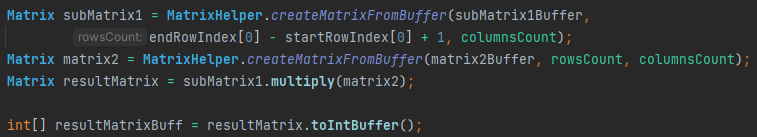 Matrix subMatrix1 = MatrixHelper.createMatrixFromBuffer(subMatrix1Buffer,
rowsCount: endRowIndex[0] - startRowIndex[0] + 1, columnsCount);
Matrix matrix2 = MatrixHelper.createMatrixFromBuffer(matrix2Buffer, rowsCount, columnsCount);
Matrix resultMatrix = subMatrix1.multiply(matrix2);
int[] resultMatrixBuff = resultMatrix.toIntBuffer();